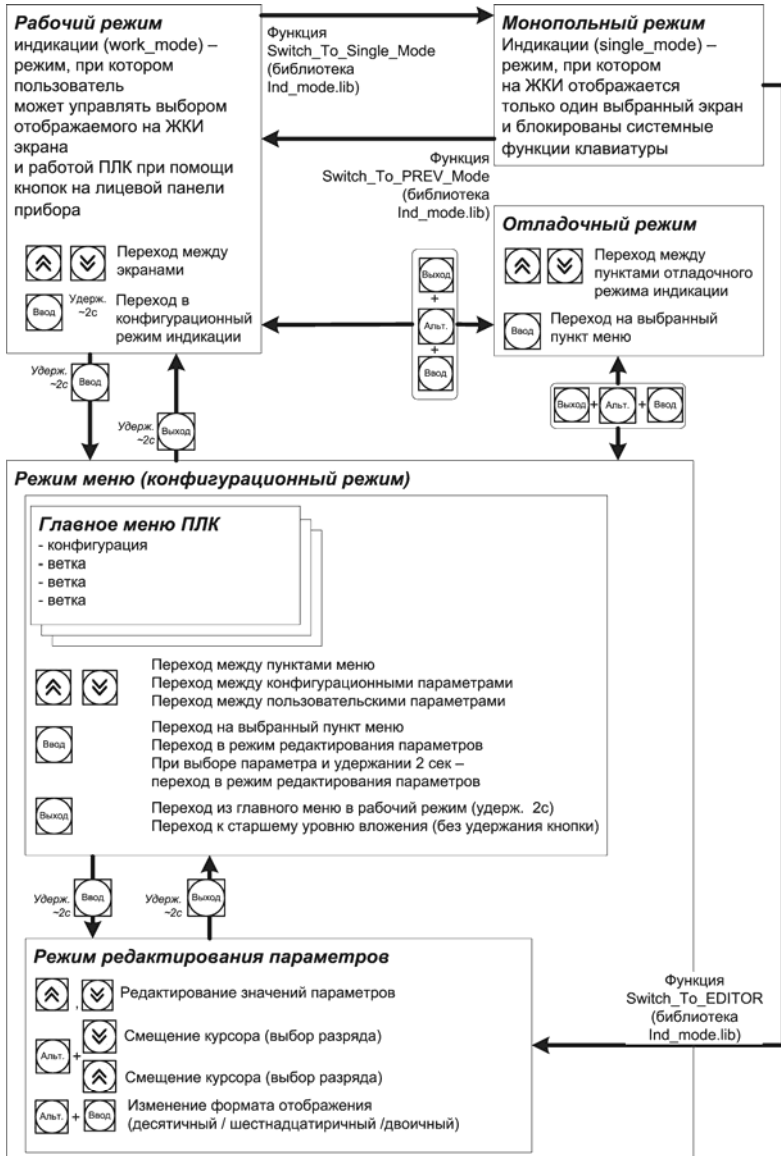 Рабочий режим
индикации (work_mode) –
режим, при котором
пользователь
может управлять выбором
отображаемого на ЖКИ
экрана
и работой ПЛК при помощи
кнопок на лицевой панели
прибора
Переход между
экранами
Ввод
Удерж.
~2с
Переход в
конфигурационный
режим индикации
Функция
Switch_To_Single_Mode
(библиотека
Ind_mode.lib)
Монопольный режим
Индикации (single_mode) –
режим, при котором
на ЖКИ отображается
только один выбранный экран
и блокированы системные
функции клавиатуры
Функция
Switch_To_PREV_Mode
(библиотека
Ind_mode.lib)
Отладочный режим
Переход между
пунктами отладочного
режима индикации
Ввод
Переход на выбранный
пункт меню
Выход
+
Альт.
+
Ввод
Удерж.
~2с
Ввод
Удерж.
~2с
Выход
Выход + Альт. + Ввод
Режим меню (конфигурационный режим)
Главное меню ПЛК
- конфигурация
- ветка
- ветка
- ветка
Переход между пунктами меню
Переход между конфигурационными параметрами
Переход между пользовательскими параметрами
Ввод
Переход на выбранный пункт меню
Переход в режим редактирования параметров
При выборе параметра и удержании 2 сек –
переход в режим редактирования параметров
Выход
Переход из главного меню в рабочий режим (удерж. 2с)
Переход к старшему уровню вложения (без удержания кнопки)
Удерж.
~2с
Ввод
Удерж.
~2с
Выход
Режим редактирования параметров
, Редактирование значений параметров
Альт. +
Смещение курсора (выбор разряда)
Смещение курсора (выбор разряда)
Альт. + Ввод
Изменение формата отображения
(десятичный / шестнадцатиричный /двоичный)
Функция
Switch_To_EDITOR
(библиотека
Ind_mode.lib)